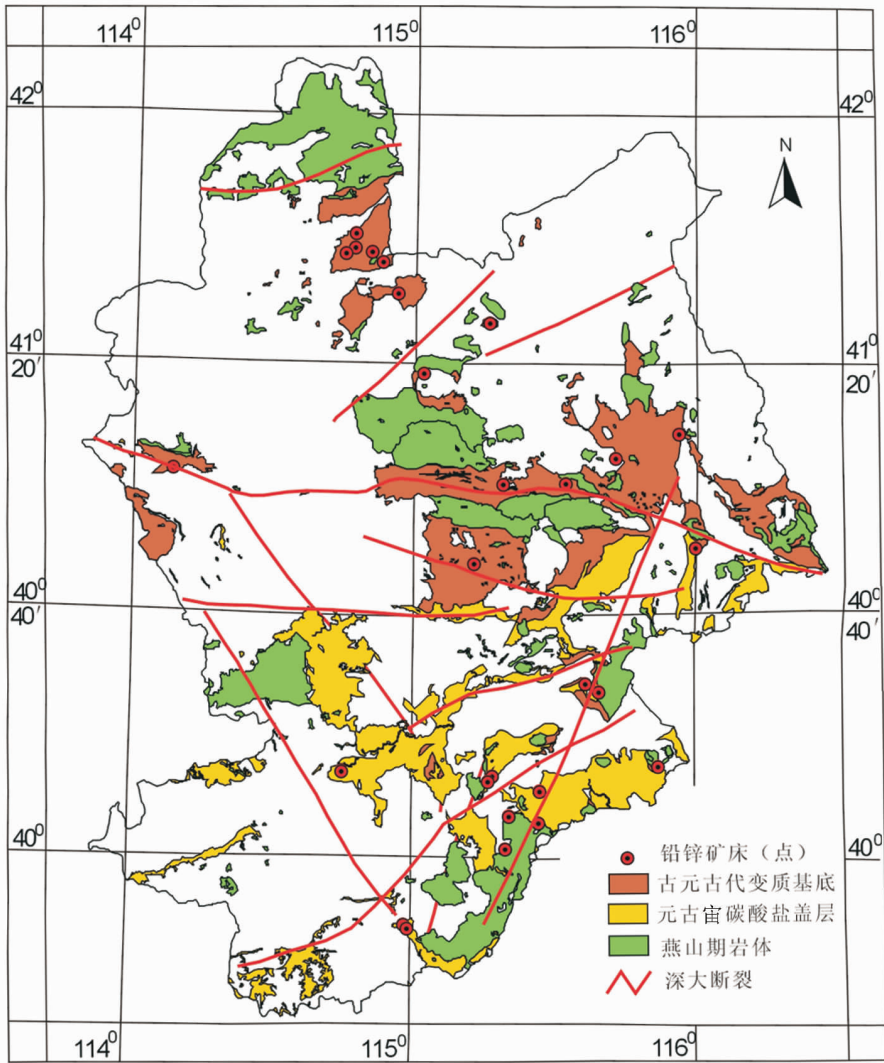 114⁰ 115⁰ 116⁰
N
42⁰ 42⁰
41⁰ 41⁰
20′ 20′
40⁰ 40⁰
40′ 40′
40⁰ 40⁰
铅锌矿床（点）
古元古代变质基底
元古宙碳酸盐盖层
燕山期岩体
深大断裂
114⁰ 115⁰ 116⁰